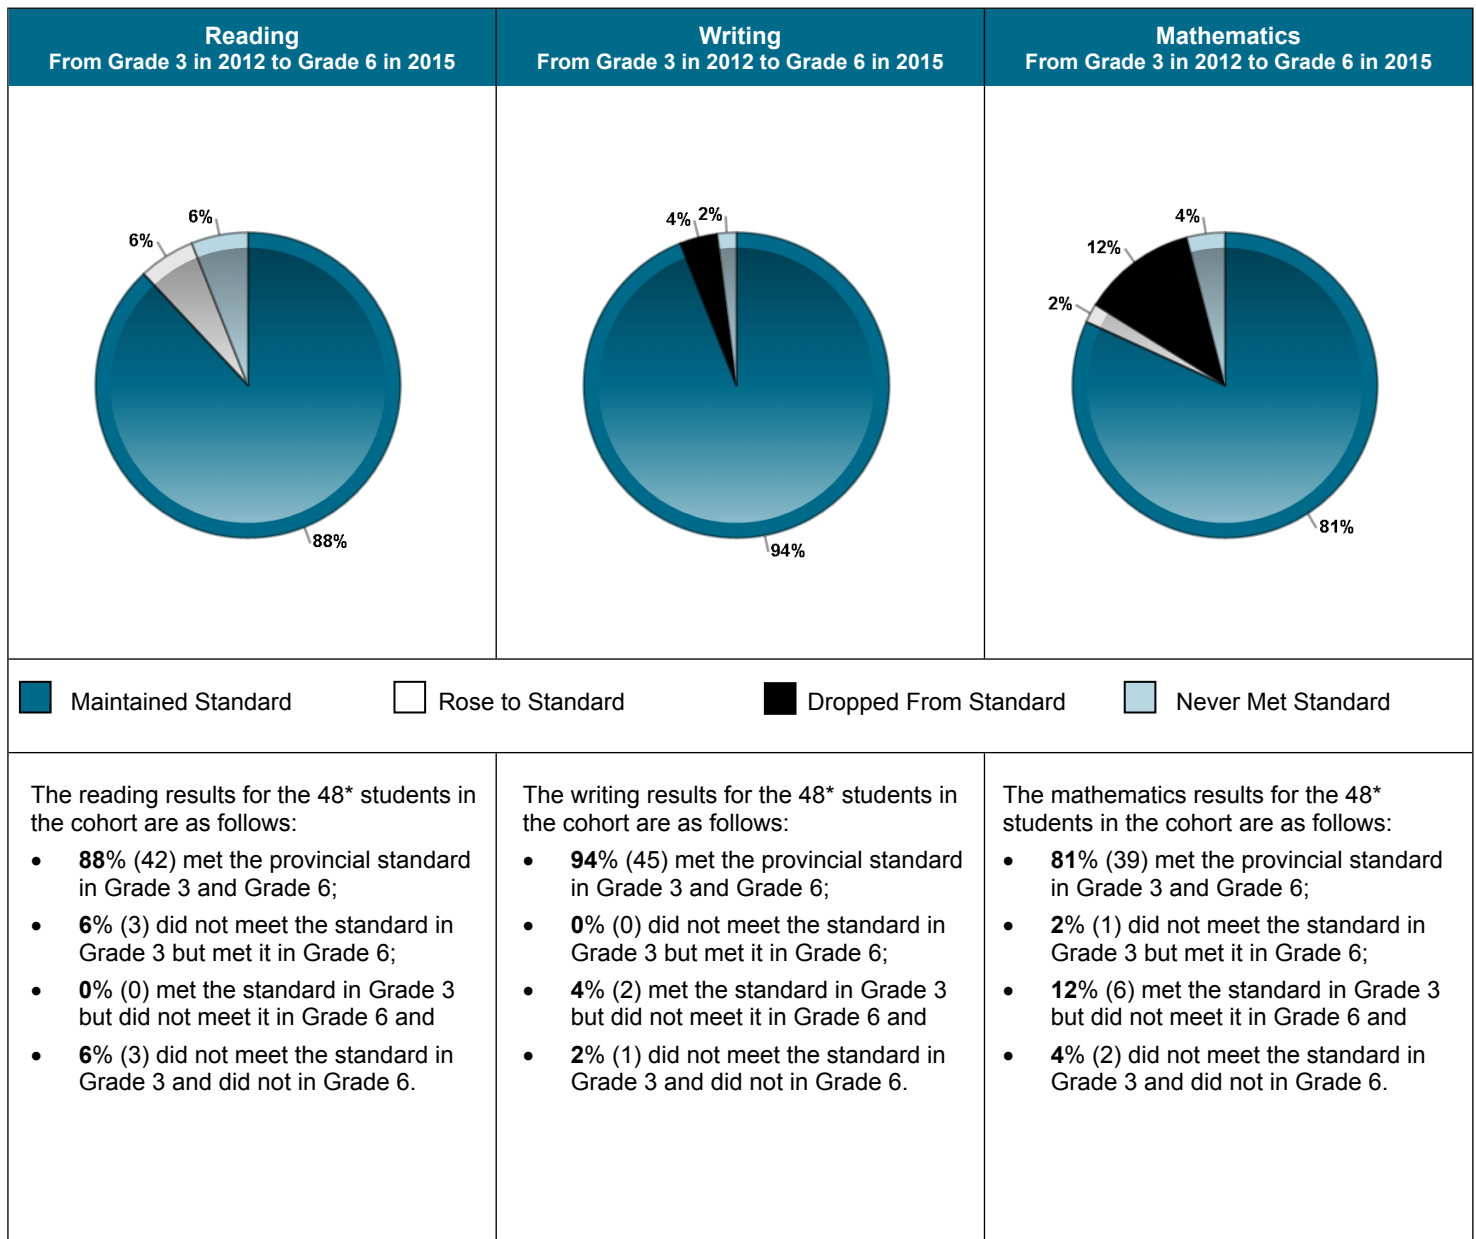 Reading
From Grade 3 in 2012 to Grade 6 in 2015
Writing
From Grade 3 in 2012 to Grade 6 in 2015
Mathematics
From Grade 3 in 2012 to Grade 6 in 2015
6%
6%
88%
4%
2%
94%
4%
12%
2%
81%
Maintained Standard
Rose to Standard
Dropped From Standard
Never Met Standard
The reading results for the 48* students in
the cohort are as follows:
• 88% (42) met the provincial standard
in Grade 3 and Grade 6;
• 6% (3) did not meet the standard in
Grade 3 but met it in Grade 6;
• 0% (0) met the standard in Grade 3
but did not meet it in Grade 6 and
• 6% (3) did not meet the standard in
Grade 3 and did not in Grade 6.
The writing results for the 48* students in
the cohort are as follows:
• 94% (45) met the provincial standard
in Grade 3 and Grade 6;
• 0% (0) did not meet the standard in
Grade 3 but met it in Grade 6;
• 4% (2) met the standard in Grade 3
but did not meet it in Grade 6 and
• 2% (1) did not meet the standard in
Grade 3 and did not in Grade 6.
The mathematics results for the 48*
students in the cohort are as follows:
• 81% (39) met the provincial standard
in Grade 3 and Grade 6;
• 2% (1) did not meet the standard in
Grade 3 but met it in Grade 6;
• 12% (6) met the standard in Grade 3
but did not meet it in Grade 6 and
• 4% (2) did not meet the standard in
Grade 3 and did not in Grade 6.